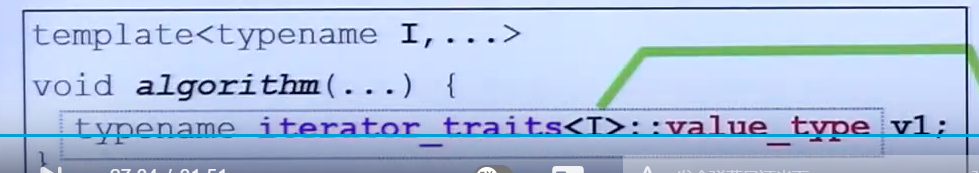 template<typename I,...>
void algorithm(...) {
typename iterator_traits<I>::value_type v1;
}